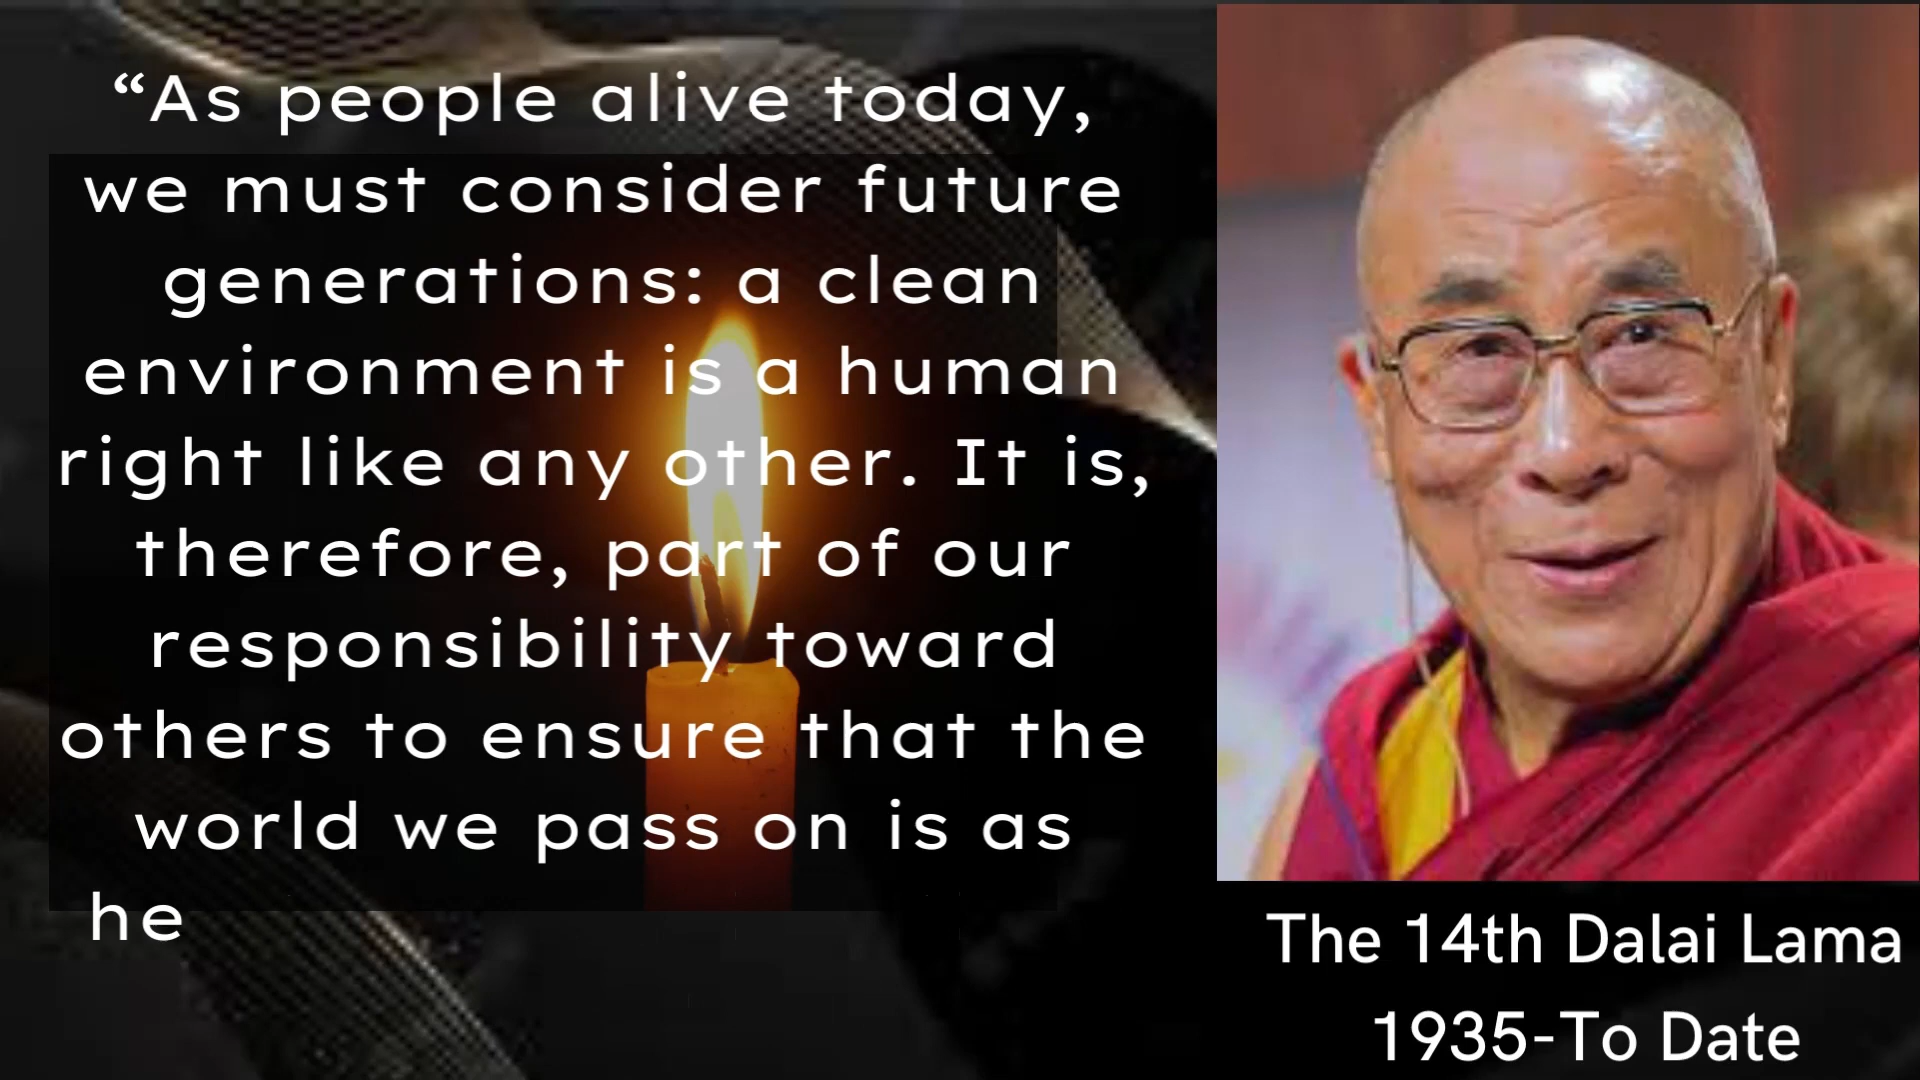 “As people alive today,
we must consider future
generations: a clean
environment is a human
right like any other. It is,
therefore, part of our
responsibility toward
others to ensure that the
world we pass on is as
he
The 14th Dalai Lama
1935-To Date